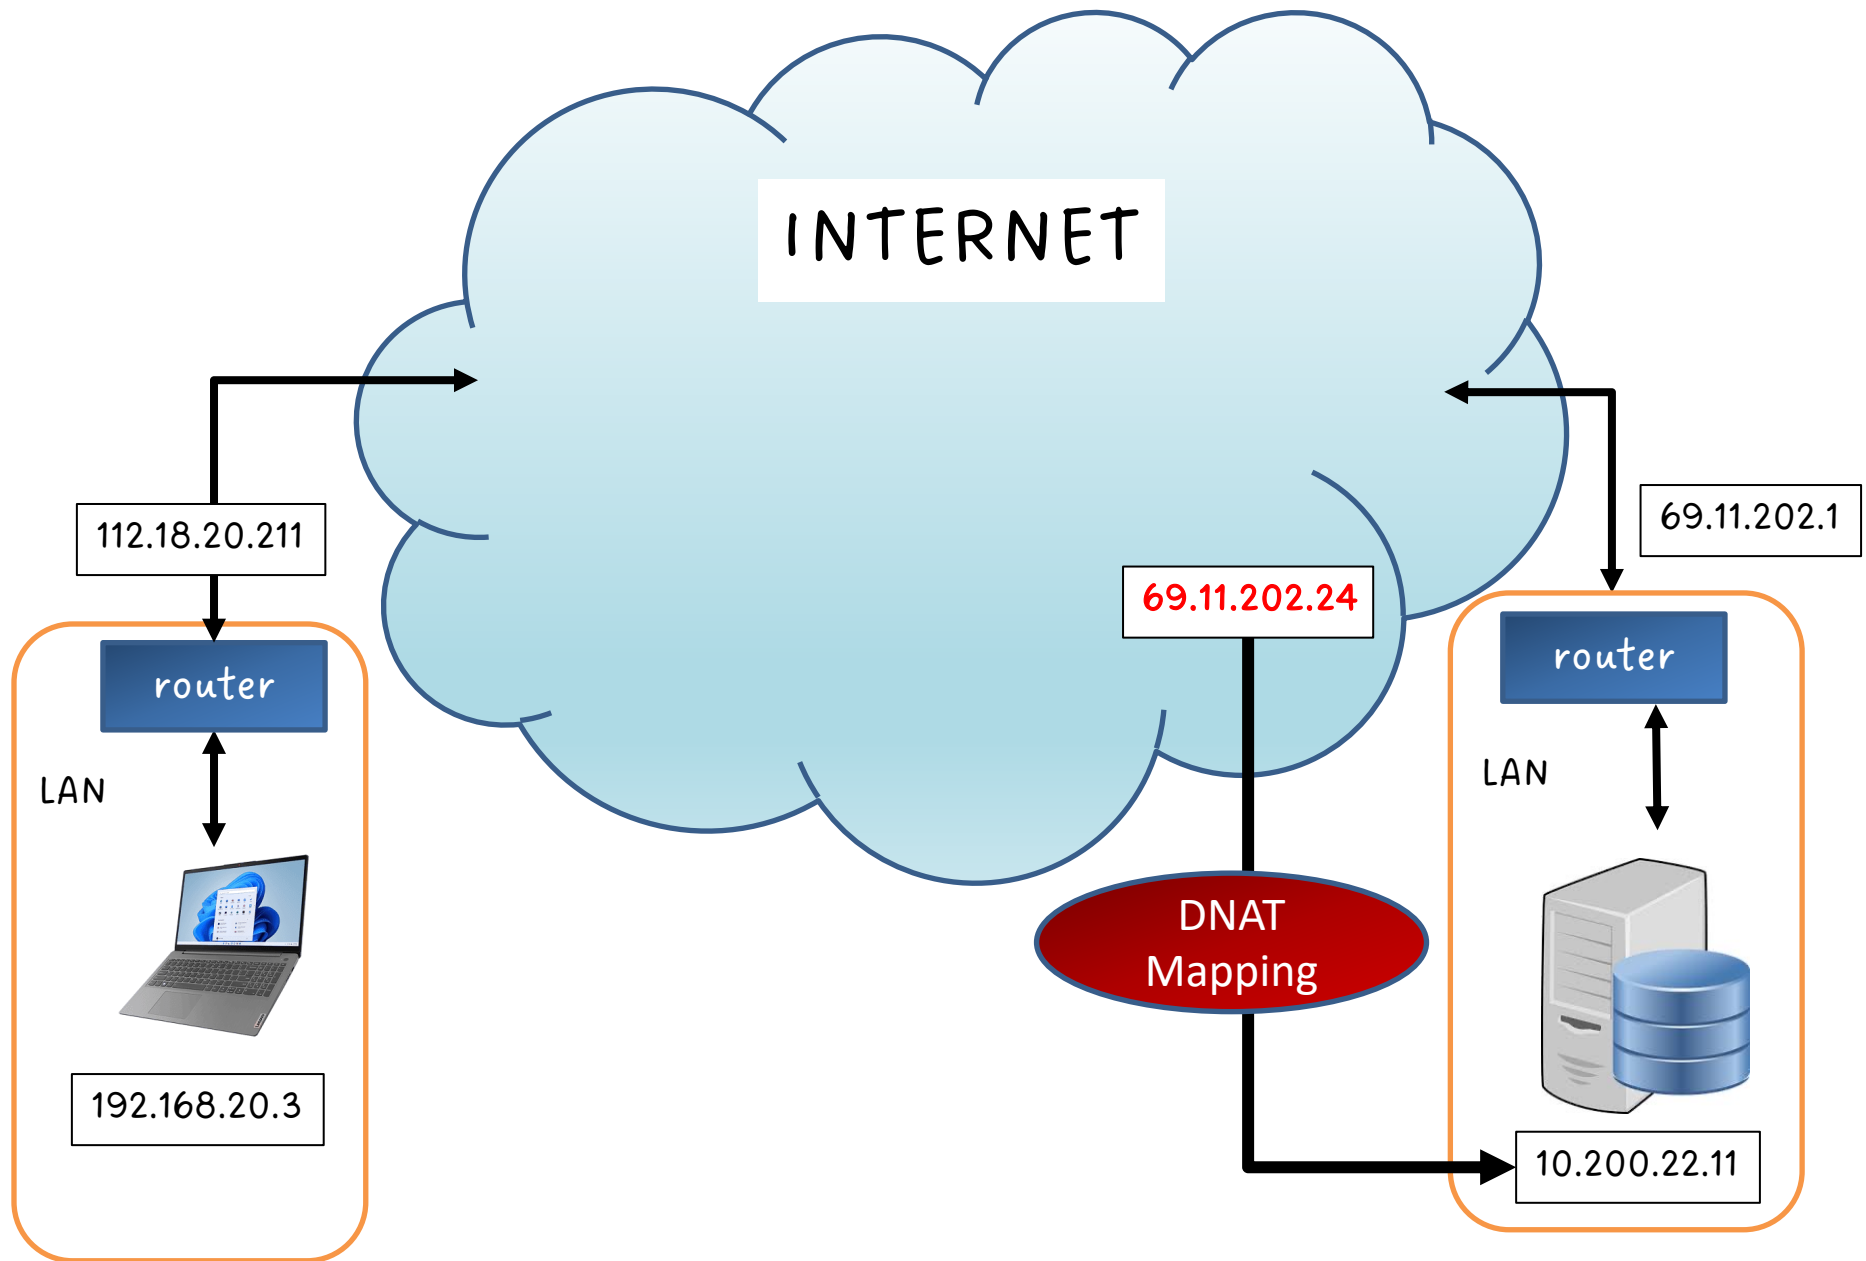 INTERNET
112.18.20.211
69.11.202.1
69.11.202.24
router
router
LAN
LAN
DNAT
Mapping
192.168.20.3
10.200.22.11